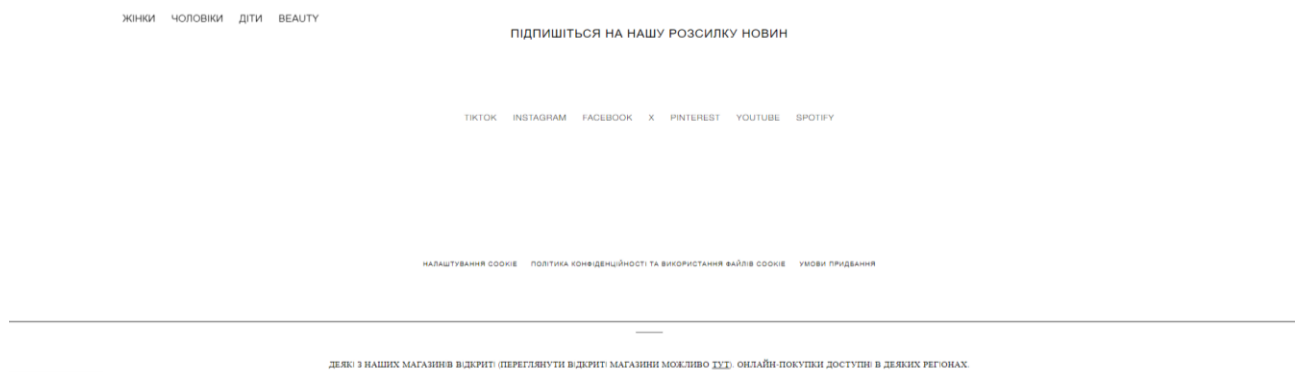 ЖІНКИ ЧОЛОВІКИ ДІТИ BEAUTY
ПІДПИШІТЬСЯ НА НАШУ РОЗСИЛКУ НОВИН
TIKTOK INSTAGRAM FACEBOOK X PINTEREST YOUTUBE SPOTIFY
НАЛАШТУВАННЯ COOKIE ПОЛІТИКА КОНФІДЕНЦІЙНОСТІ ТА ВИКОРИСТАННЯ ФАЙЛІВ COOKIE УМОВИ ПРИДБАННЯ
ДЕЯКІ З НАШИХ МАГАЗИНІВ ВІДКРИТІ (ПЕРЕГЛЯНУТИ ВІДКРИТІ МАГАЗИНИ МОЖЛИВО ТУТ). ОНЛАЙН-ПОКУПКИ ДОСТУПНІ В ДЕЯКИХ РЕГІОНАХ.